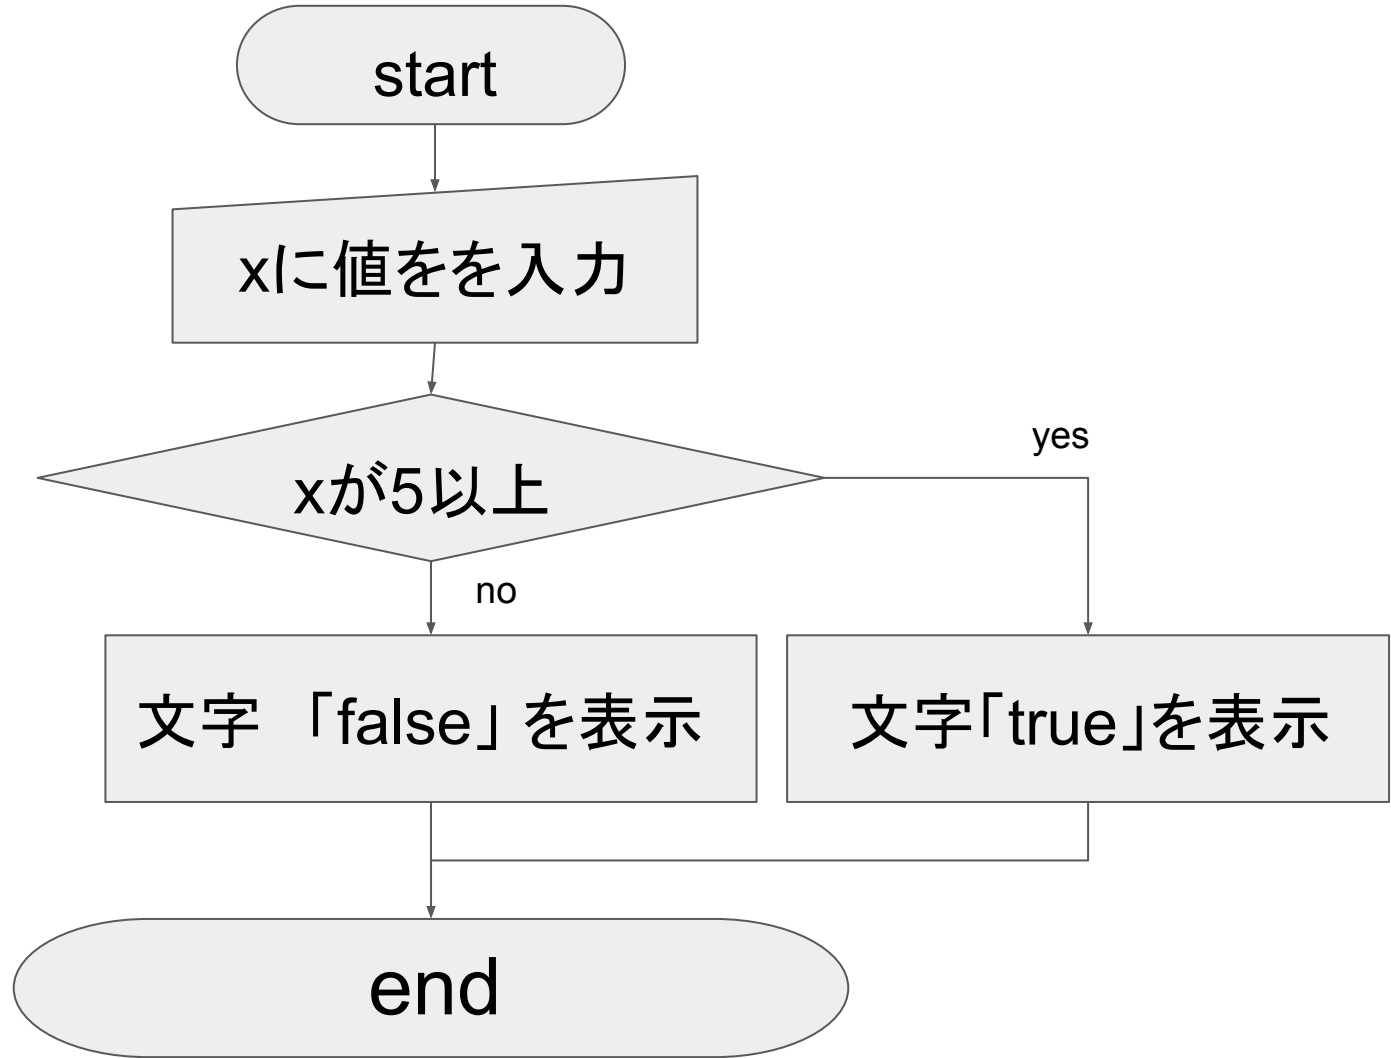 start
xに値をを入力
xが5以上
yes
no
文字　「false」を表示
文字「true」を表示
end